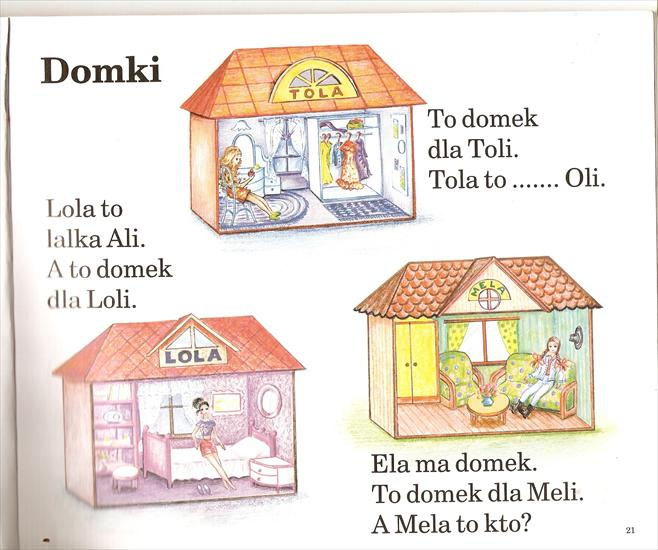 Domki
TOLA
To domek
dla Toli.
Tola to ....... Oli.
Lola to
lalka Ali.
A to domek
dla Loli.
LOLA
MELA
Ela ma domek.
To domek dla Meli.
A Mela to kto?
21